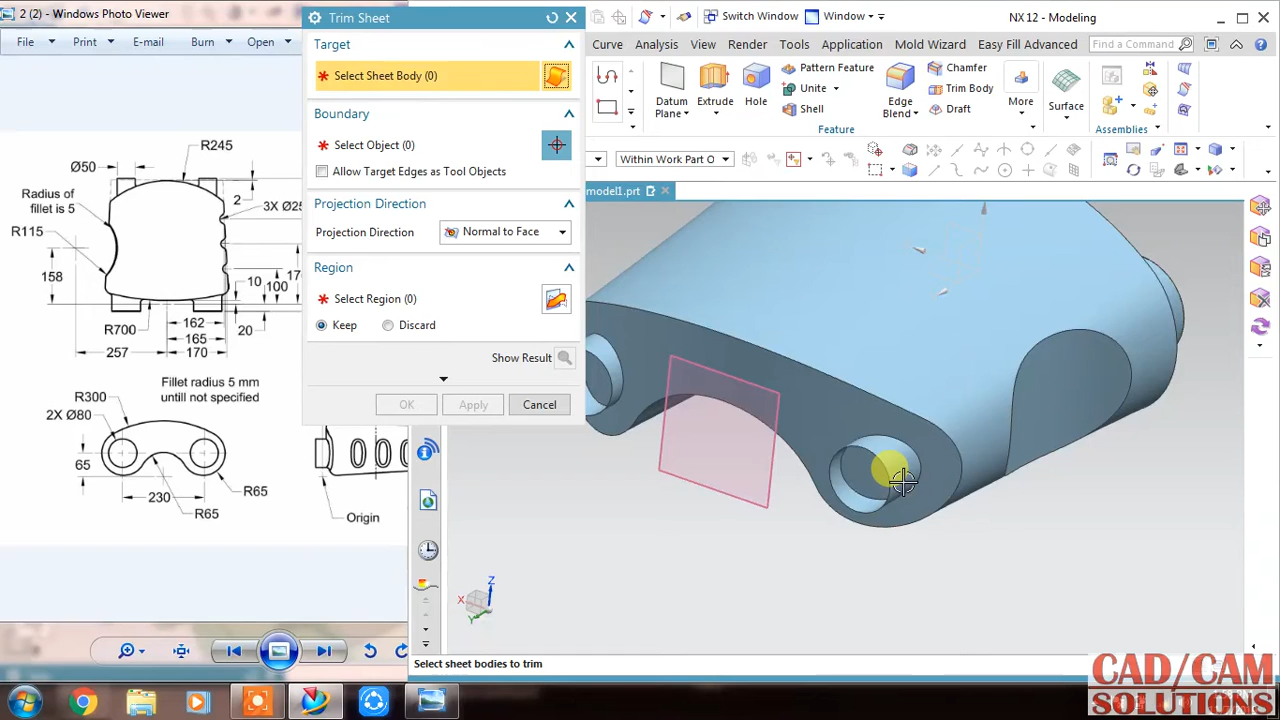 2 (2) - Windows Photo Viewer
File
Print
E-mail
Burn
Open
Ø50
R245
Radius of
fillet is 5
2
3X Ø25
R115
158
10
100
R700
162
20
165
257
170
Fillet radius 5 mm
untill not specified
R300
2X Ø80
65
230
R65
R65
Origin
Trim Sheet
Target
Select Sheet Body (0)
Boundary
Select Object (0)
Allow Target Edges as Tool Objects
Projection Direction
Projection Direction
Normal to Face
Region
Select Region (0)
Keep
Discard
Show Result
OK
Apply
Cancel
Switch Window
Window
NX 12 - Modeling
Curve
Analysis
View
Render
Tools
Application
Mold Wizard
Easy Fill Advanced
Find a Command
Datum
Plane
Extrude
Hole
Pattern Feature
Unite
Shell
Edge
Blend
Chamfer
Trim Body
Draft
More
Surface
Feature
Assemblies
Within Work Part O
model1.prt
Z
X
Y
Select sheet bodies to trim
CAD/CAM
SOLUTIONS